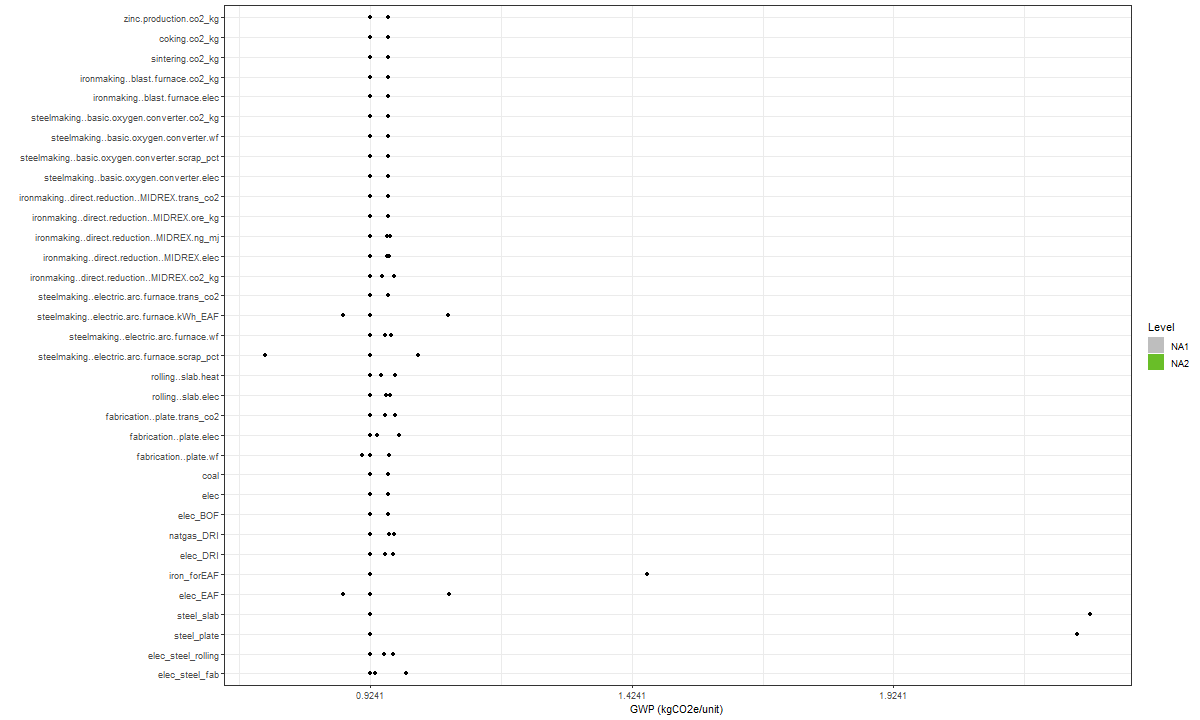 zinc.production.co2_kg
coking.co2_kg
sintering.co2_kg
ironmaking..blast.furnace.co2_kg
ironmaking..blast.furnace.elec
steelmaking..basic.oxygen.converter.co2_kg
steelmaking..basic.oxygen.converter.wf
steelmaking..basic.oxygen.converter.scrap_pct
steelmaking..basic.oxygen.converter.elec
ironmaking..direct.reduction..MIDREX.trans_co2
ironmaking..direct.reduction..MIDREX.ore_kg
ironmaking..direct.reduction..MIDREX.ng_mj
ironmaking..direct.reduction..MIDREX.elec
ironmaking..direct.reduction..MIDREX.co2_kg
steelmaking..electric.arc.furnace.trans_co2
steelmaking..electric.arc.furnace.kWh_EAF
steelmaking..electric.arc.furnace.wf
steelmaking..electric.arc.furnace.scrap_pct
rolling..slab.heat
rolling..slab.elec
fabrication..plate.trans_co2
fabrication..plate.elec
fabrication..plate.wf
coal
elec
elec_BOF
natgas_DRI
elec_DRI
iron_forEAF
elec_EAF
steel_slab
steel_plate
elec_steel_rolling
elec_steel_fab
0.9241 1.4241 1.9241
GWP (kgCO2e/unit)
Level
NA1
NA2